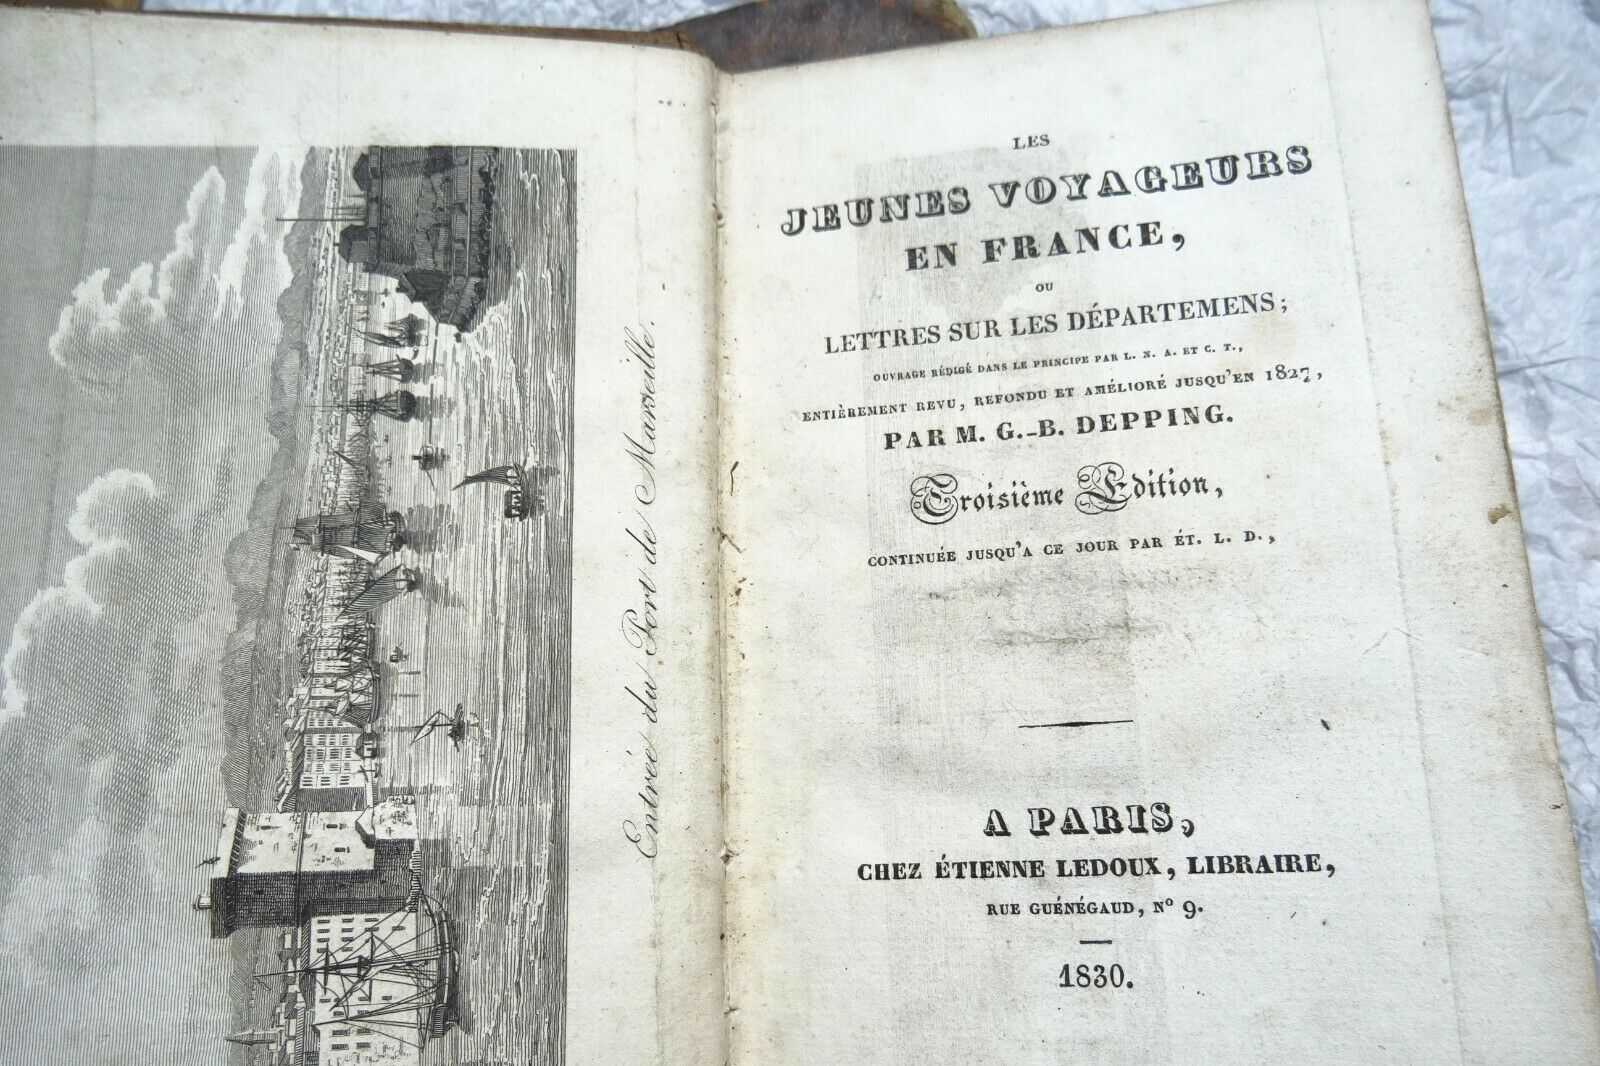 Entrée du Port de Marseille.
LES
JEUNES VOYAGEURS
EN FRANCE,
OU
LETTRES SUR LES DÉPARTEMENS;
OUVRAGE RÉDIGÉ DANS LE PRINCIPE PAR L. N. A. ET C. T.,
ENTIÈREMENT REVU, REFONDU ET AMÉLIORÉ JUSQU'EN 1827,
PAR M. G.-B. DEPPING.
Troisième Edition,
CONTINUÉE JUSQU'A CE JOUR PAR ÉT. L. D.,
A PARIS,
CHEZ ÉTIENNE LEDOUX, LIBRAIRE,
RUE GUÉNÉGAUD, Nº 9.
1830.